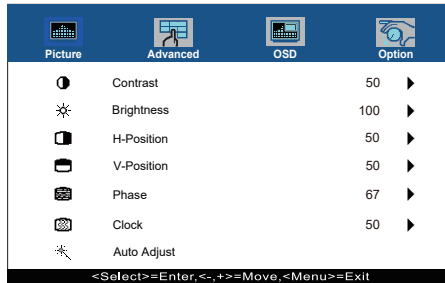 Picture Advanced OSD Option
Contrast 50
Brightness 100
H-Position 50
V-Position 50
Phase 67
Clock 50
Auto Adjust
<Select>=Enter,<-,+>=Move,<Menu>=Exit